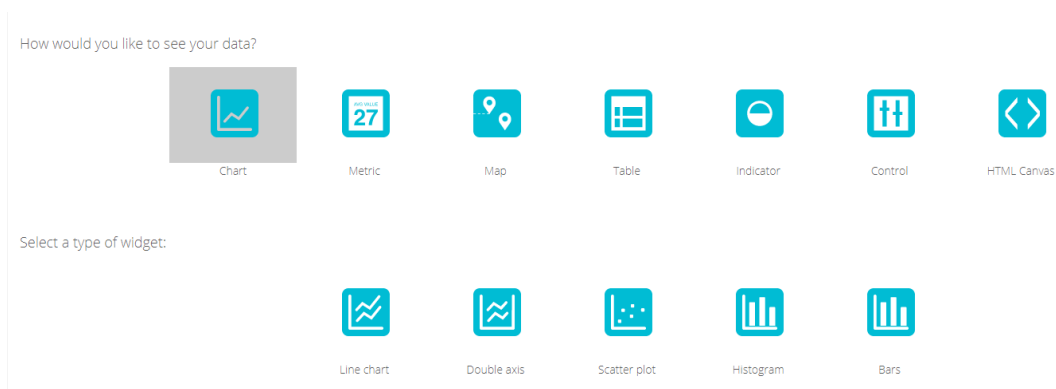 How would you like to see your data?
AVG VALUE
27
Chart
Metric
Map
Table
Indicator
Control
HTML Canvas
Select a type of widget:
Line chart
Double axis
Scatter plot
Histogram
Bars